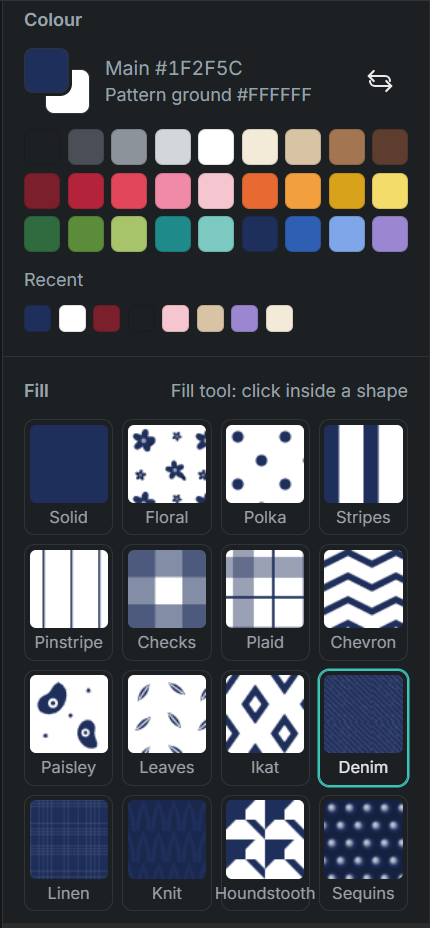 Colour
Main #1F2F5C
Pattern ground #FFFFFF
Recent
Fill
Fill tool: click inside a shape
Solid
Floral
Polka
Stripes
Pinstripe
Checks
Plaid
Chevron
Paisley
Leaves
Ikat
Denim
Linen
Knit
Houndstooth
Sequins